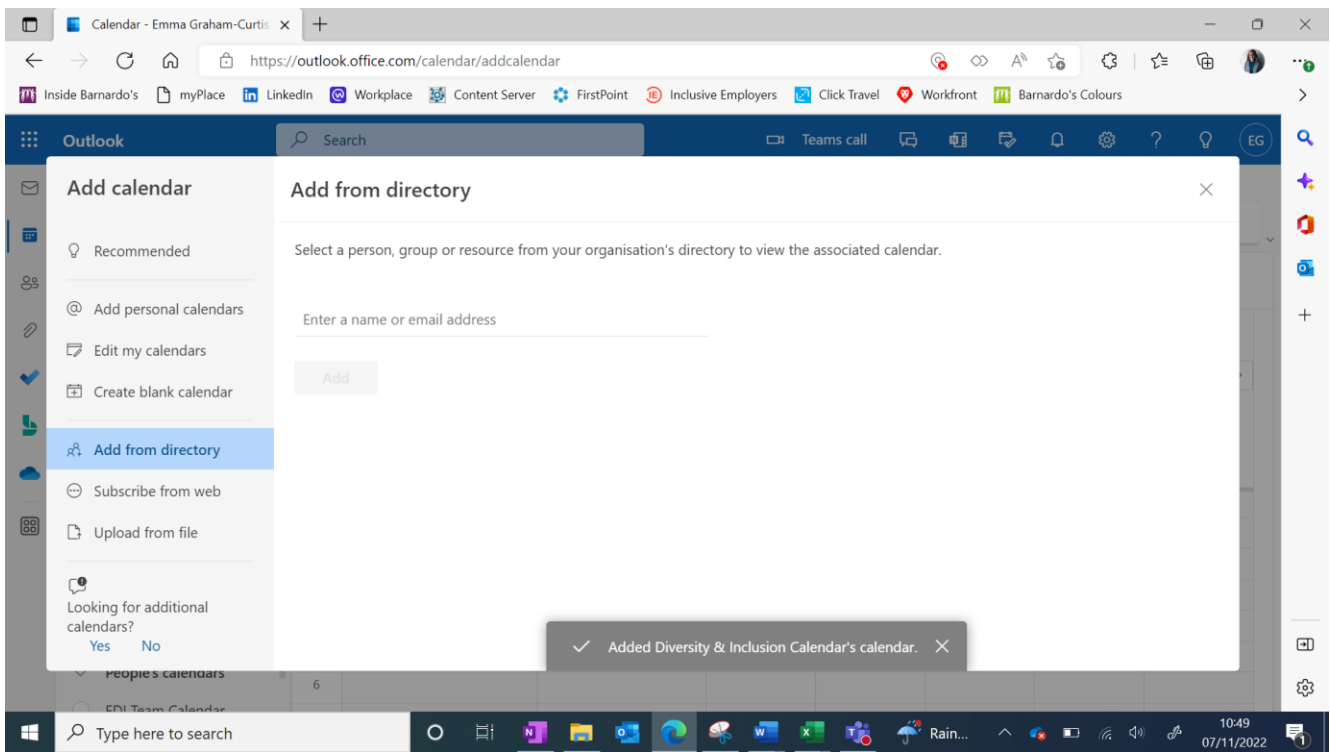 Calendar - Emma Graham-Curtis
https://outlook.office.com/calendar/addcalendar
Inside Barnardo's myPlace LinkedIn Workplace Content Server FirstPoint Inclusive Employers Click Travel Workfront Barnardo's Colours
Outlook Search Teams call EG
Add calendar
Add from directory
Recommended
Select a person, group or resource from your organisation's directory to view the associated calendar.
Add personal calendars
Enter a name or email address
Edit my calendars
Add
Create blank calendar
Add from directory
Subscribe from web
Upload from file
Looking for additional
calendars?
Yes No
Added Diversity & Inclusion Calendar's calendar.
People's calendars
6
EDI Team Calendar
Type here to search Rain... 10:49
07/11/2022